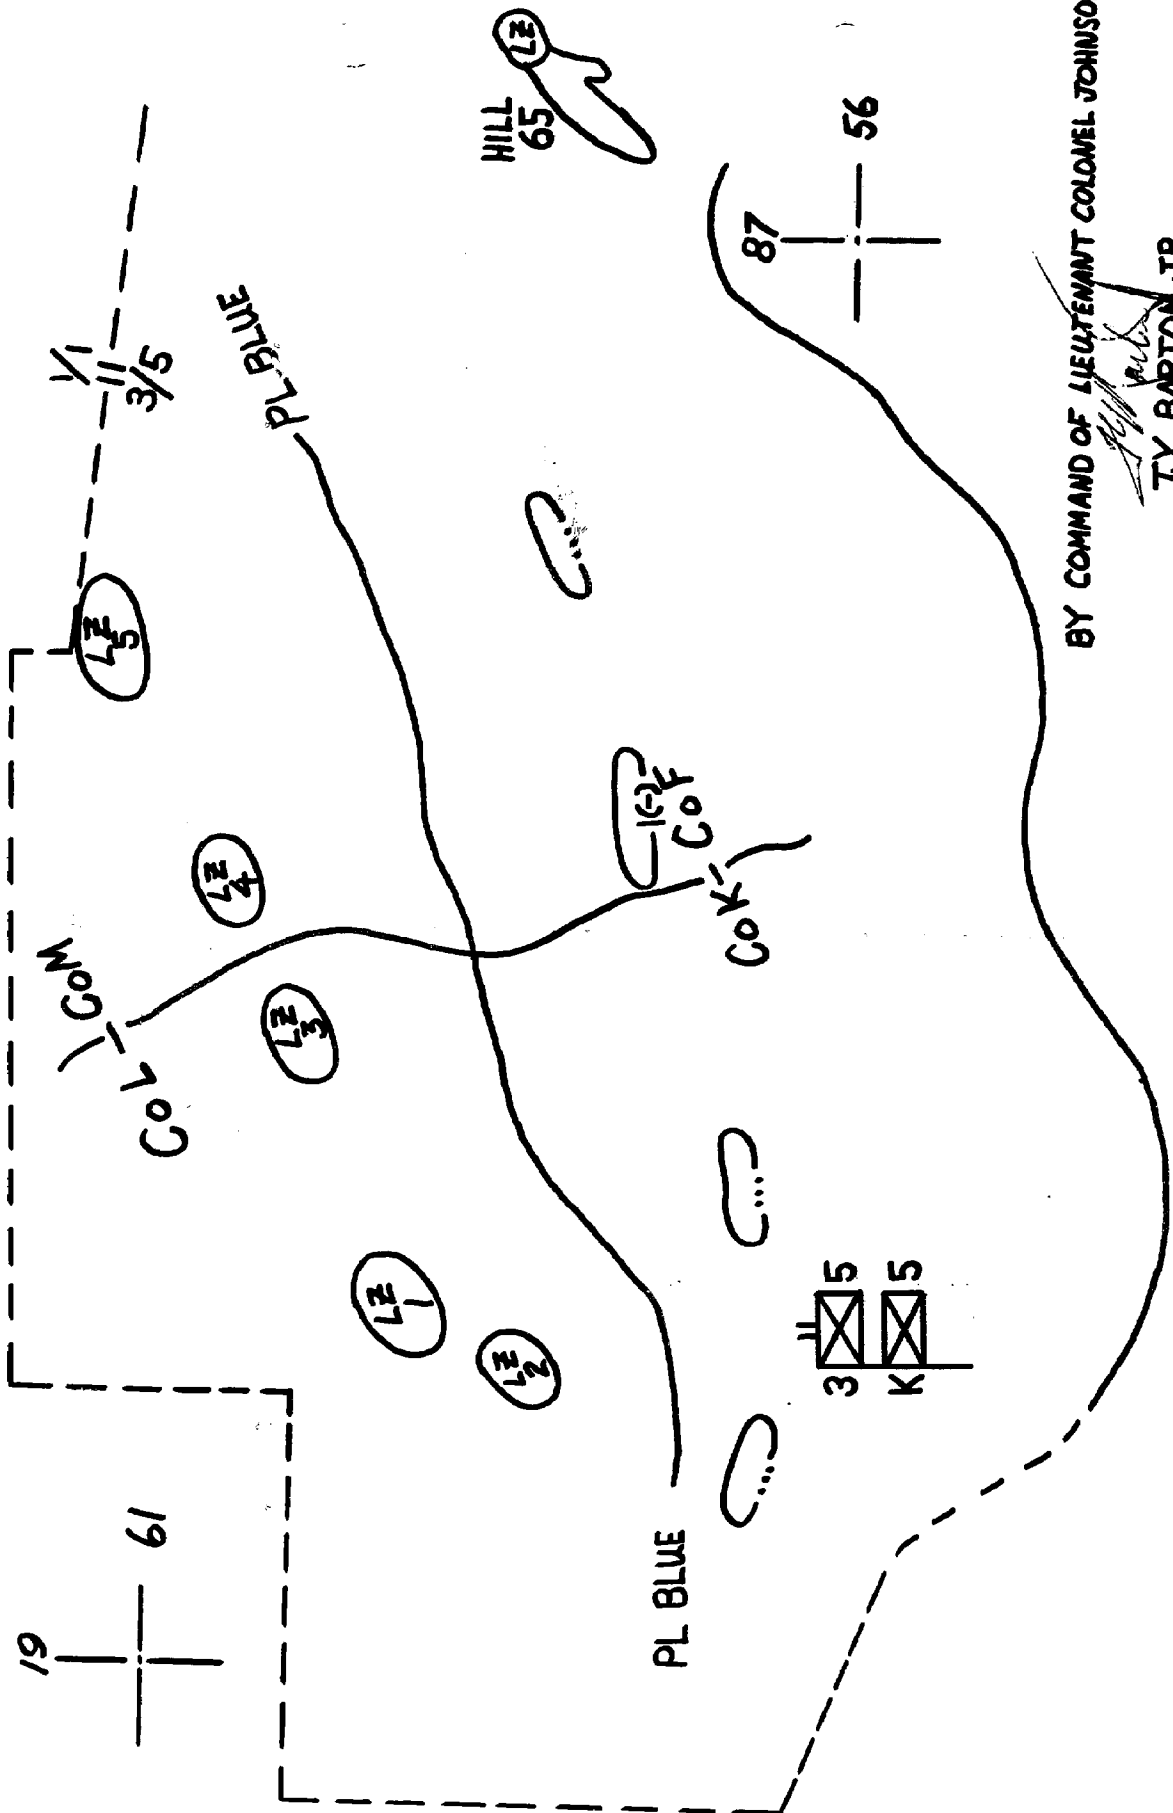 19
61
CoM
1/1
3/5
LZ
5
CoL
LZ
4
PL BLUE
LZ
3
LZ
1
LZ
2
HILL
65
LZ
1(-)
CoF
PL BLUE
CoK
87
56
3 5
K 5
BY COMMAND OF LIEUTENANT COLONEL JOHNSO
T.Y. BARTON JR